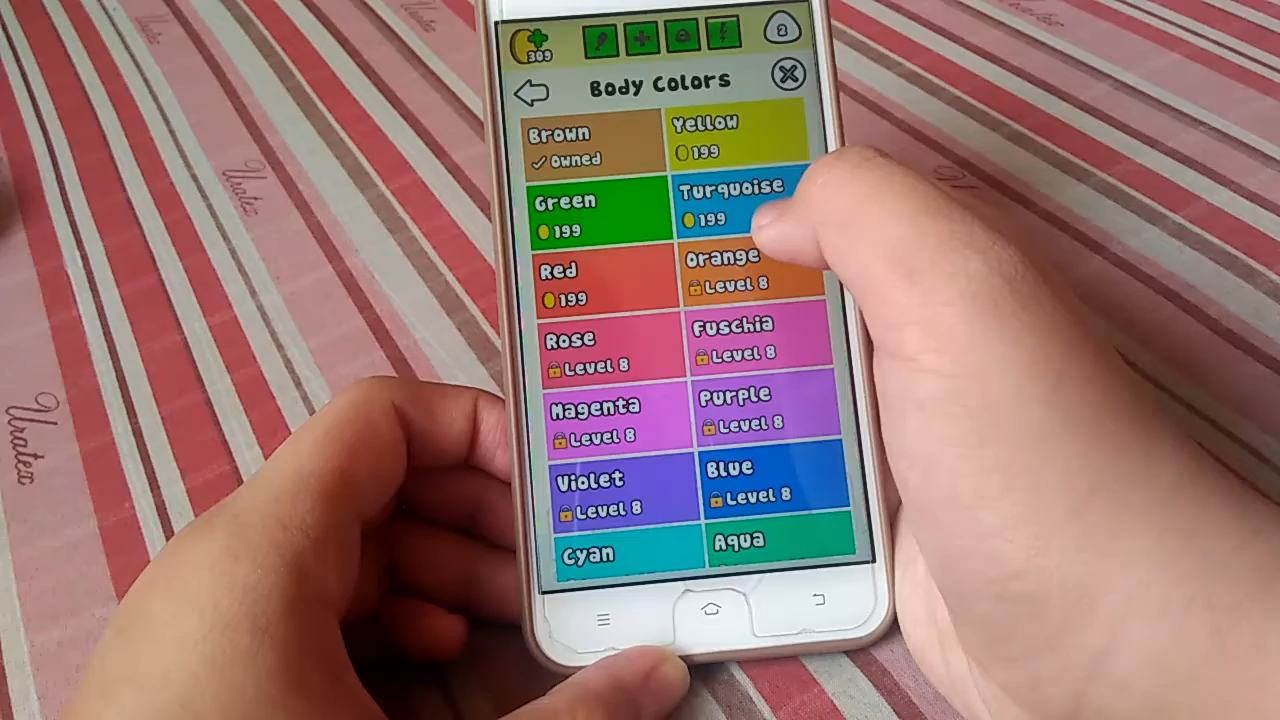 309
2
Body Colors
Brown
Owned
Yellow
199
Green
199
Turquoise
199
Red
199
Orange
Level 8
Rose
Level 8
Fuschia
Level 8
Magenta
Level 8
Purple
Level 8
Violet
Level 8
Blue
Level 8
Cyan
Aqua
Uratex
Uratex